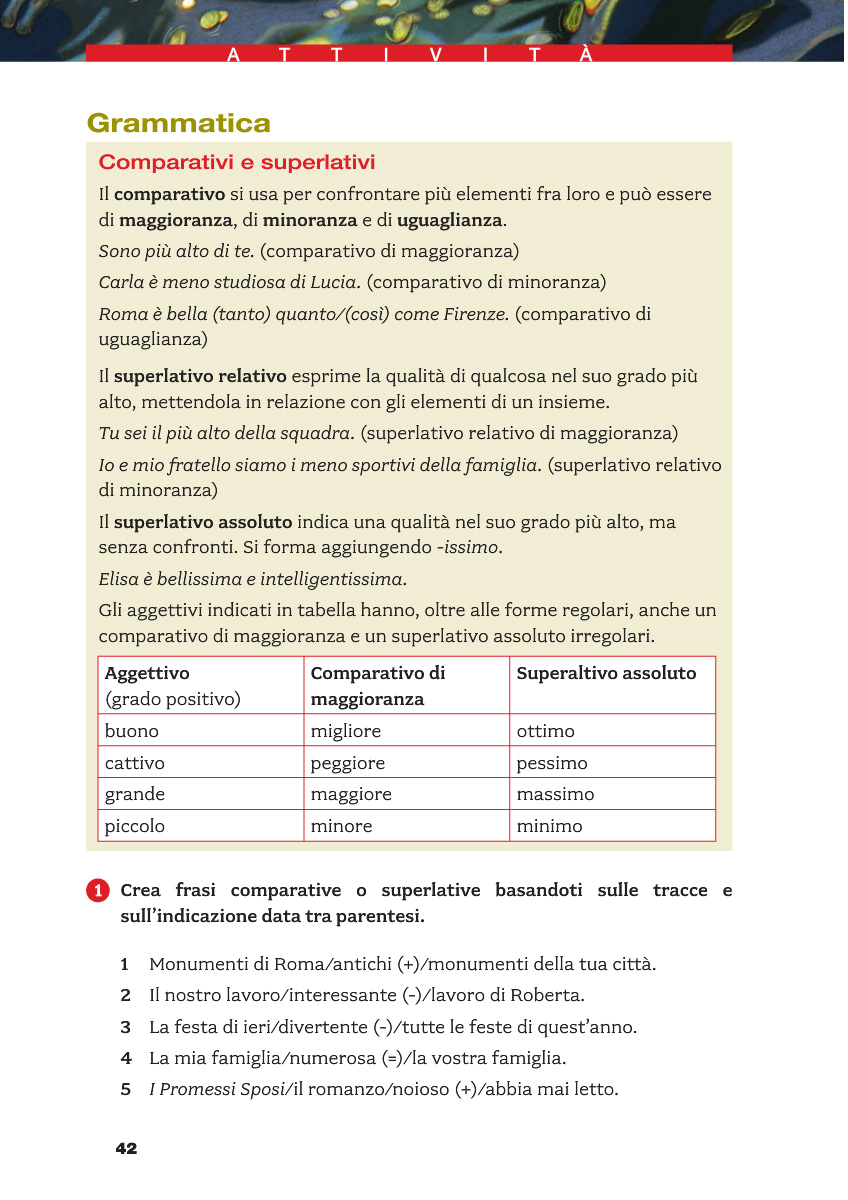 ATTIVITÀ
Grammatica
Comparativi e superlativi
Il comparativo si usa per confrontare più elementi fra loro e può essere
di maggioranza, di minoranza e di uguaglianza.
Sono più alto di te. (comparativo di maggioranza)
Carla è meno studiosa di Lucia. (comparativo di minoranza)
Roma è bella (tanto) quanto/(così) come Firenze. (comparativo di
uguaglianza)
Il superlativo relativo esprime la qualità di qualcosa nel suo grado più
alto, mettendola in relazione con gli elementi di un insieme.
Tu sei il più alto della squadra. (superlativo relativo di maggioranza)
Io e mio fratello siamo i meno sportivi della famiglia. (superlativo relativo
di minoranza)
Il superlativo assoluto indica una qualità nel suo grado più alto, ma
senza confronti. Si forma aggiungendo -issimo.
Elisa è bellissima e intelligentissima.
Gli aggettivi indicati in tabella hanno, oltre alle forme regolari, anche un
comparativo di maggioranza e un superlativo assoluto irregolari.
Aggettivo Comparativo di Superaltivo assoluto
(grado positivo) maggioranza
buono migliore ottimo
cattivo peggiore pessimo
grande maggiore massimo
piccolo minore minimo
1 Crea frasi comparative o superlative basandoti sulle tracce e
sull'indicazione data tra parentesi.
1 Monumenti di Roma/antichi (+)/monumenti della tua città.
2 Il nostro lavoro/interessante (-)/lavoro di Roberta.
3 La festa di ieri/divertente (-)/tutte le feste di quest'anno.
4 La mia famiglia/numerosa (=)/la vostra famiglia.
5 I Promessi Sposi/il romanzo/noioso (+)/abbia mai letto.
42